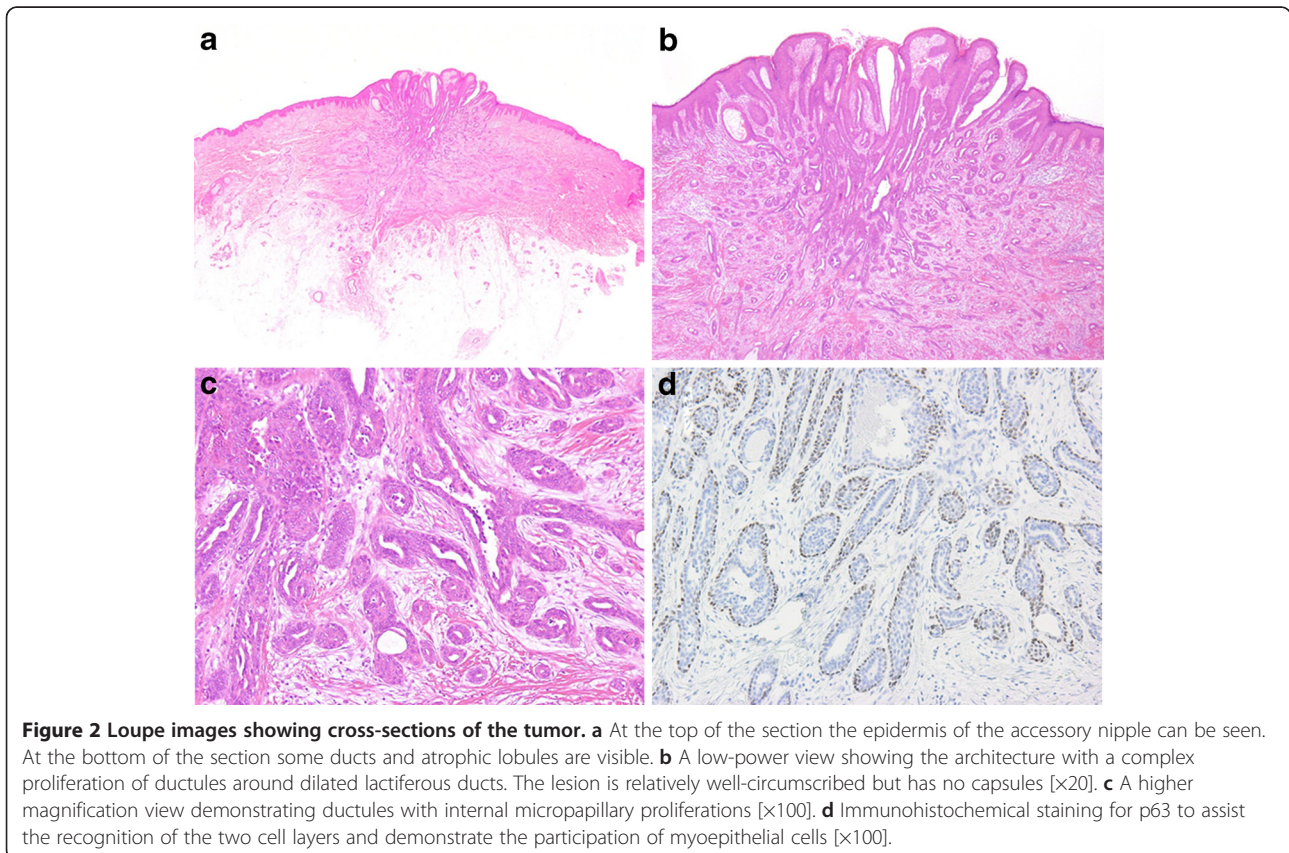 a
b
c
d
Figure 2 Loupe images showing cross-sections of the tumor. a At the top of the section the epidermis of the accessory nipple can be seen.
At the bottom of the section some ducts and atrophic lobules are visible. b A low-power view showing the architecture with a complex
proliferation of ductules around dilated lactiferous ducts. The lesion is relatively well-circumscribed but has no capsules [×20]. c A higher
magnification view demonstrating ductules with internal micropapillary proliferations [×100]. d Immunohistochemical staining for p63 to assist
the recognition of the two cell layers and demonstrate the participation of myoepithelial cells [×100].